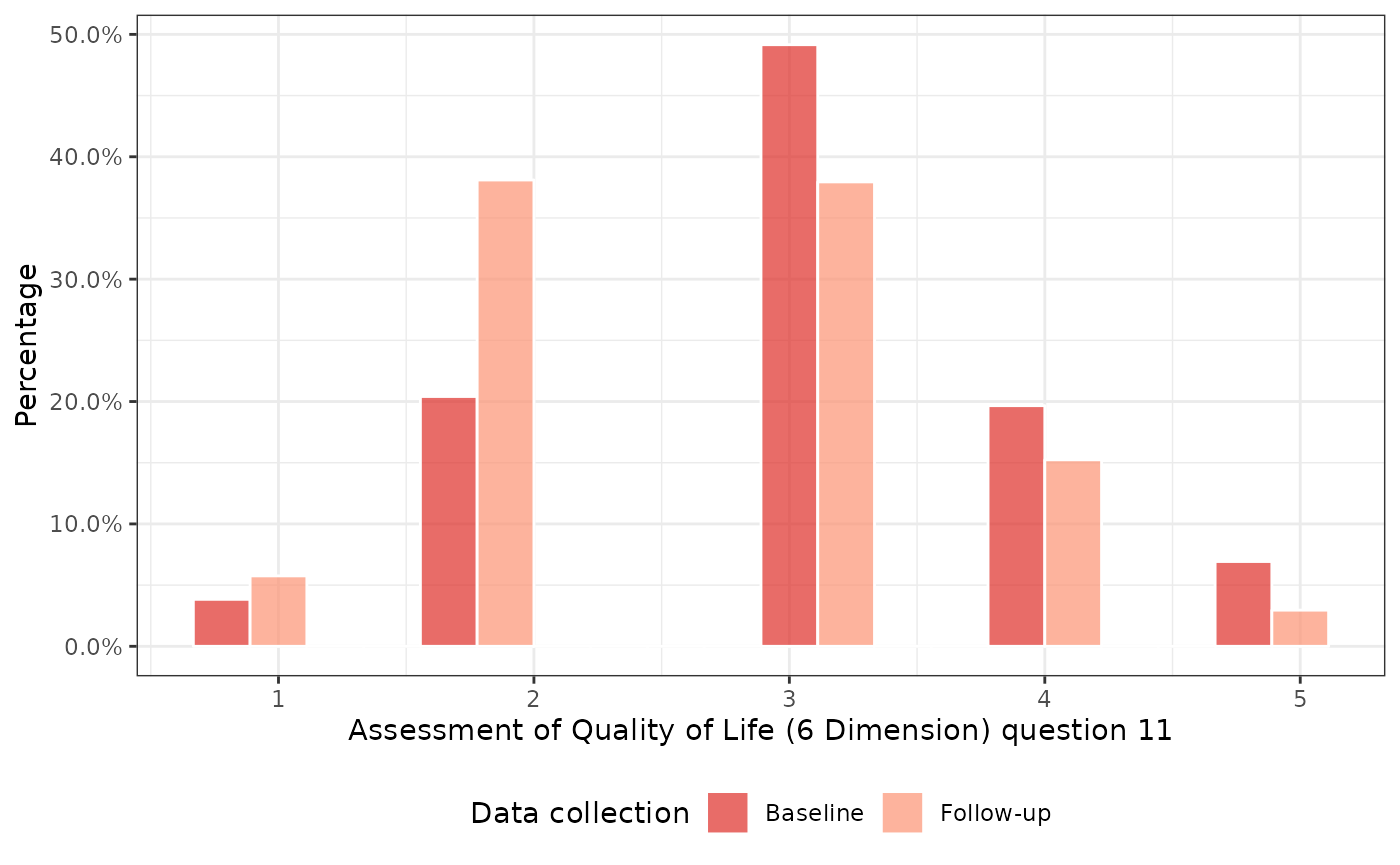 50.0%
40.0%
30.0%
20.0%
10.0%
0.0%
Percentage
1 2 3 4 5
Assessment of Quality of Life (6 Dimension) question 11
Data collection Baseline Follow-up